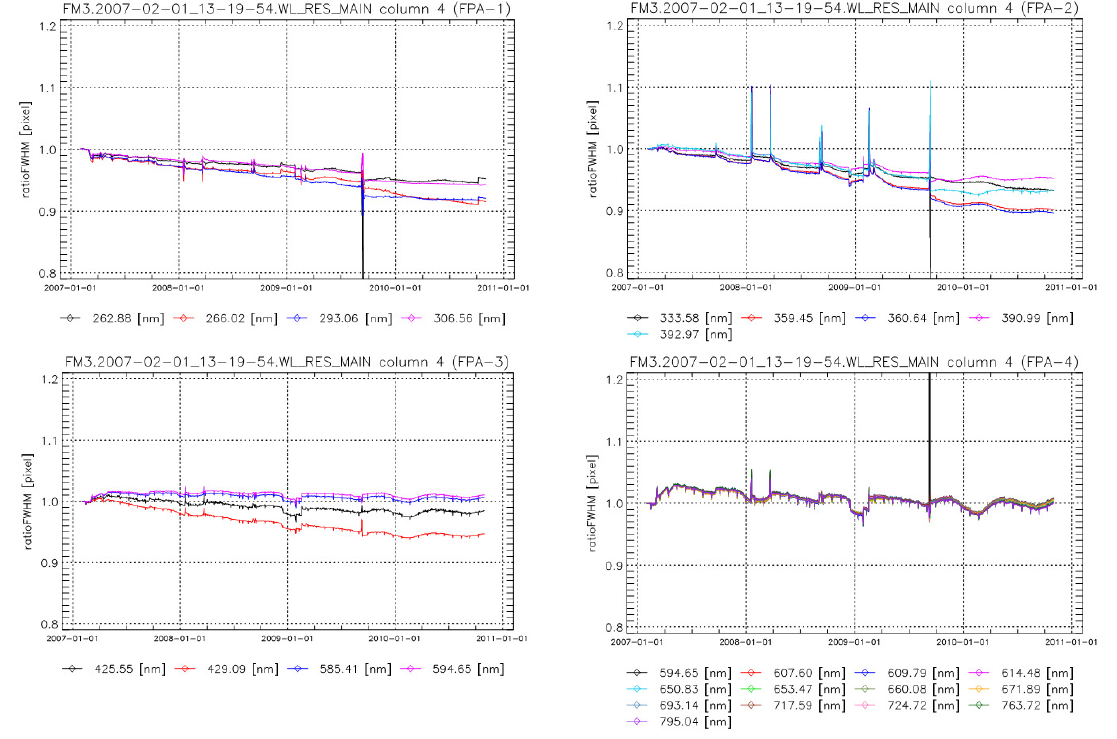 FM3.2007-02-01_13-19-54.WL_RES_MAIN column 4 (FPA-1)
1.2
1.1
1.0
0.9
0.8
ratioFWHM [pixel]
2007-01-01 2008-01-01 2009-01-01 2010-01-01 2011-01-01
262.88 [nm] 266.02 [nm] 293.06 [nm] 306.56 [nm]
FM3.2007-02-01_13-19-54.WL_RES_MAIN column 4 (FPA-2)
1.2
1.1
1.0
0.9
0.8
ratioFWHM [pixel]
2007-01-01 2008-01-01 2009-01-01 2010-01-01 2011-01-01
333.58 [nm] 359.45 [nm] 360.64 [nm] 390.99 [nm]
392.97 [nm]
FM3.2007-02-01_13-19-54.WL_RES_MAIN column 4 (FPA-3)
1.2
1.1
1.0
0.9
0.8
ratioFWHM [pixel]
2007-01-01 2008-01-01 2009-01-01 2010-01-01 2011-01-01
425.55 [nm] 429.09 [nm] 585.41 [nm] 594.65 [nm]
FM3.2007-02-01_13-19-54.WL_RES_MAIN column 4 (FPA-4)
1.2
1.1
1.0
0.9
0.8
ratioFWHM [pixel]
2007-01-01 2008-01-01 2009-01-01 2010-01-01 2011-01-01
594.65 [nm] 607.60 [nm] 609.79 [nm] 614.48 [nm]
650.83 [nm] 653.47 [nm] 660.08 [nm] 671.89 [nm]
693.14 [nm] 717.59 [nm] 724.72 [nm] 763.72 [nm]
795.04 [nm]